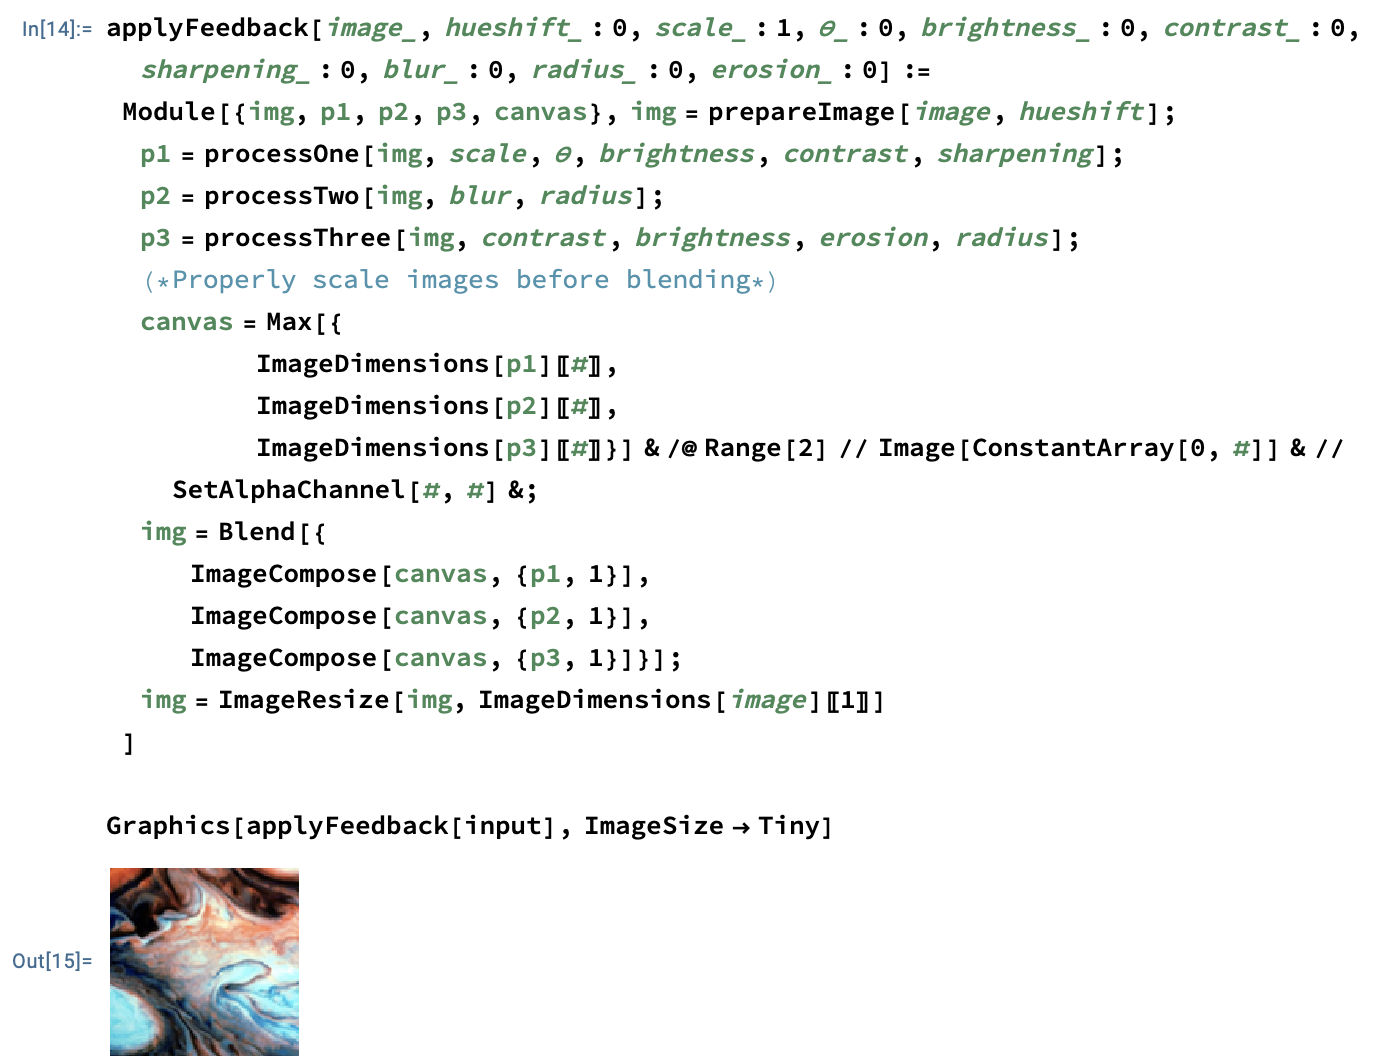 In[14]:= applyFeedback[image_, hueshift_ : 0, scale_ : 1, θ_ : 0, brightness_ : 0, contrast_ : 0,
sharpening_ : 0, blur_ : 0, radius_ : 0, erosion_ : 0] :=
Module[{img, p1, p2, p3, canvas}, img = prepareImage[image, hueshift];
p1 = processOne[img, scale, θ, brightness, contrast, sharpening];
p2 = processTwo[img, blur, radius];
p3 = processThree[img, contrast, brightness, erosion, radius];
(*Properly scale images before blending*)
canvas = Max[{
ImageDimensions[p1]⟦#⟧,
ImageDimensions[p2]⟦#⟧,
ImageDimensions[p3]⟦#⟧}] & /@ Range[2] // Image[ConstantArray[0, #]] & //
SetAlphaChannel[#, #] &;
img = Blend[{
ImageCompose[canvas, {p1, 1}],
ImageCompose[canvas, {p2, 1}],
ImageCompose[canvas, {p3, 1}]}];
img = ImageResize[img, ImageDimensions[image]⟦1⟧]
]
Graphics[applyFeedback[input], ImageSize → Tiny]
Out[15]=